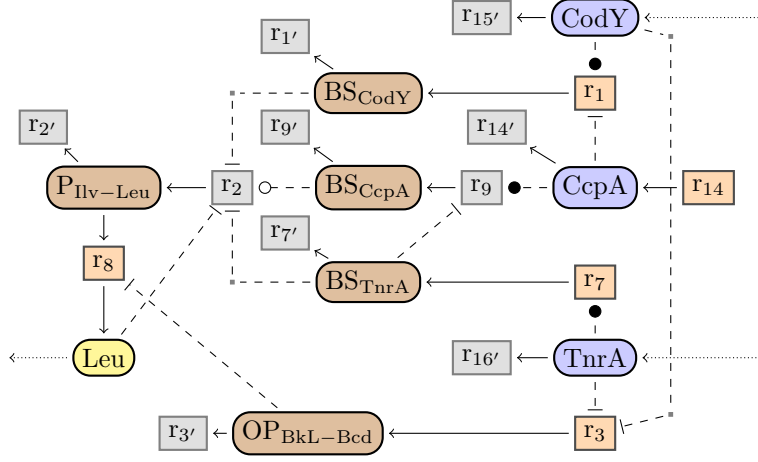 r15′ CodY
r1′
BSCodY r1
r2′ r9′ r14′
PIlv−Leu r2 BSCcpA r9 CcpA r14
r7′
r8 BSTnrA r7
Leu r16′ TnrA
r3′ OPBkL−Bcd r3